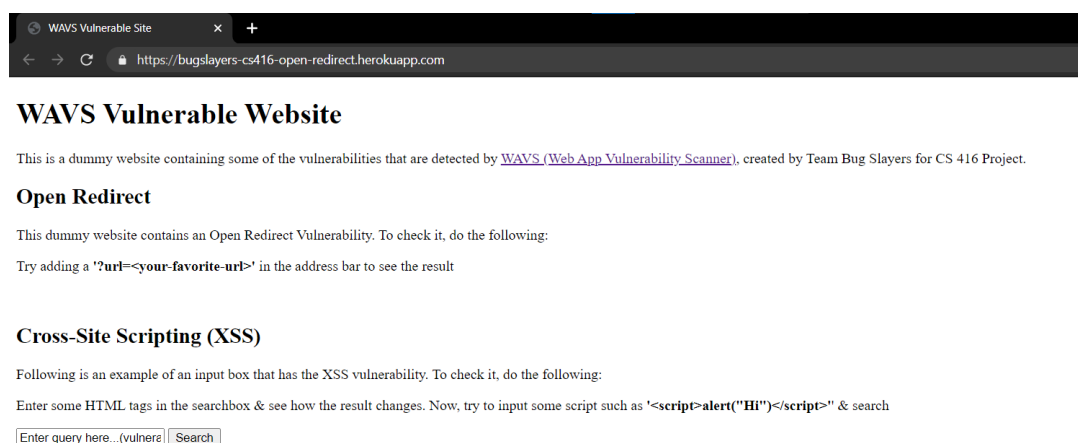 WAVS Vulnerable Site
https://bugslayers-cs416-open-redirect.herokuapp.com
WAVS Vulnerable Website
This is a dummy website containing some of the vulnerabilities that are detected by WAVS (Web App Vulnerability Scanner), created by Team Bug Slayers for CS 416 Project.
Open Redirect
This dummy website contains an Open Redirect Vulnerability. To check it, do the following:
Try adding a '?url=<your-favorite-url>' in the address bar to see the result
Cross-Site Scripting (XSS)
Following is an example of an input box that has the XSS vulnerability. To check it, do the following:
Enter some HTML tags in the searchbox & see how the result changes. Now, try to input some script such as '<script>alert("Hi")</script>'' & search
Enter query here...(vulnera Search